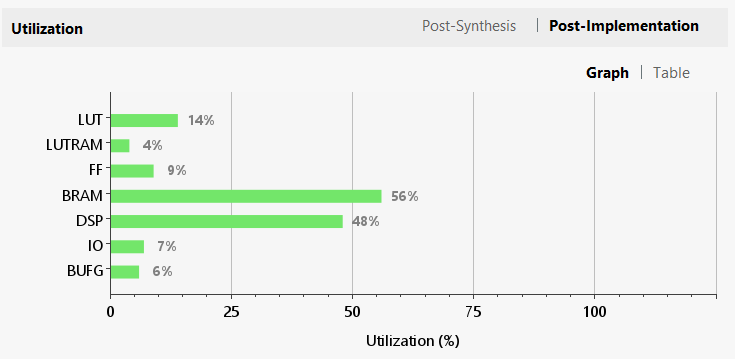 Utilization Post-Synthesis | Post-Implementation
Graph | Table
LUT 14%
LUTRAM 4%
FF 9%
BRAM 56%
DSP 48%
IO 7%
BUFG 6%
0 25 50 75 100
Utilization (%)